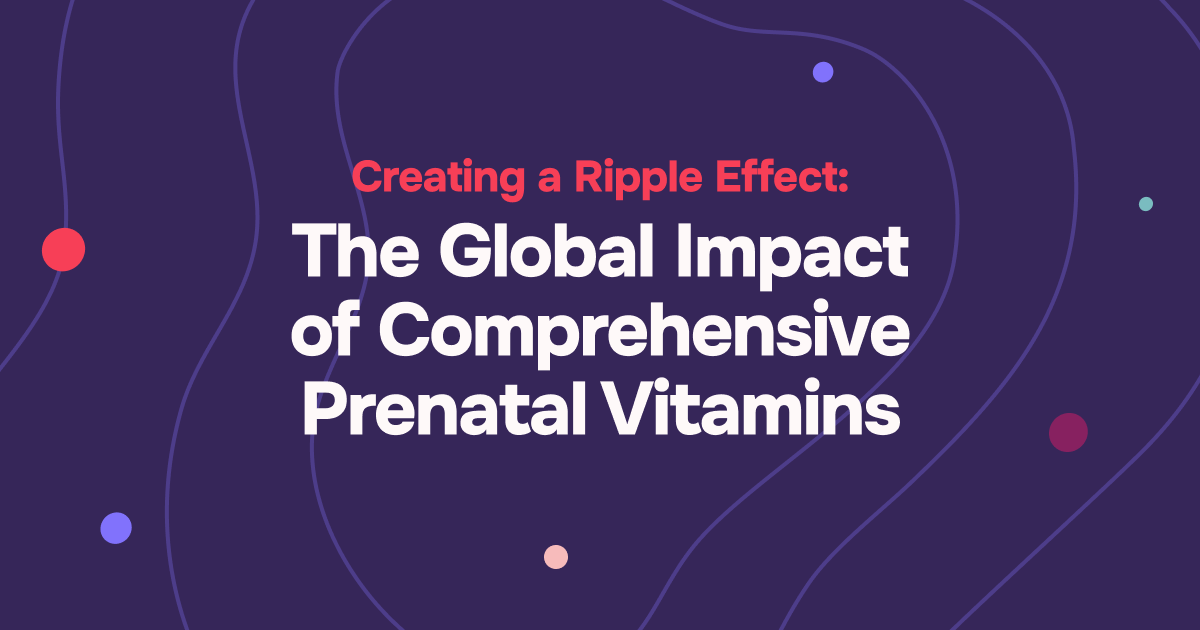 Creating a Ripple Effect:
The Global Impact
of Comprehensive
Prenatal Vitamins